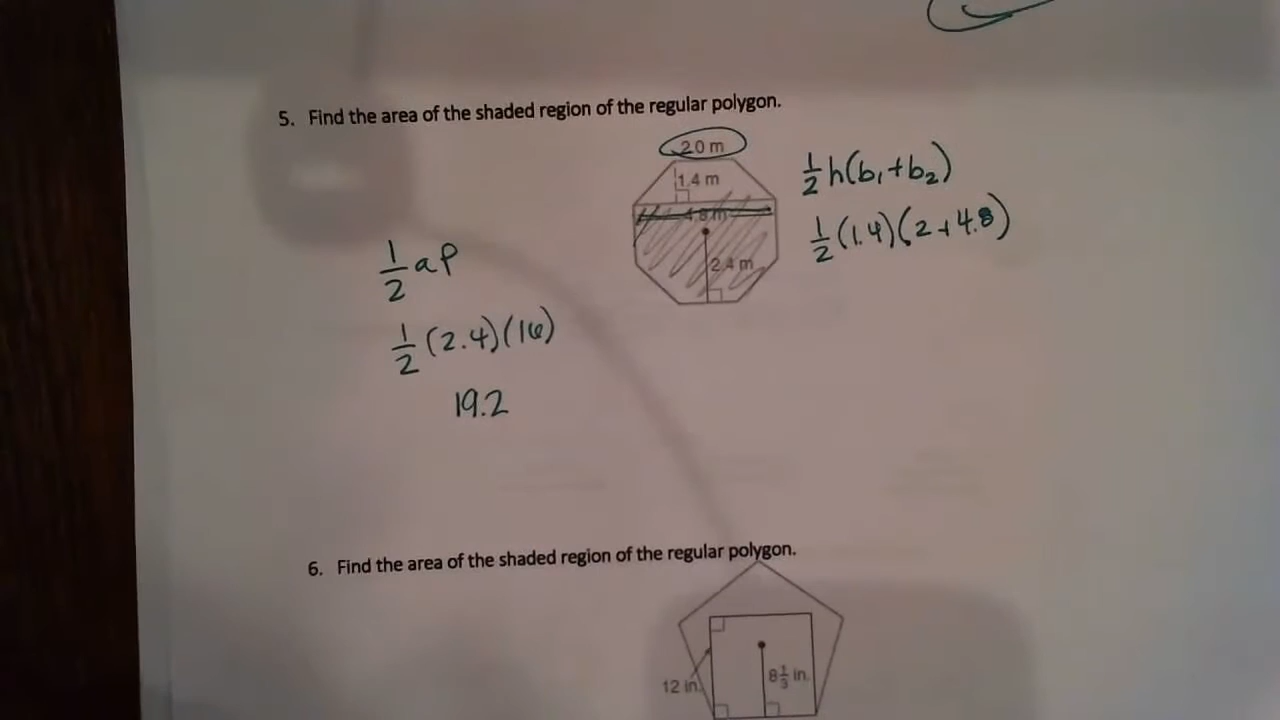 5. Find the area of the shaded region of the regular polygon.
2.0 m
1.4 m
4.8 m
2.4 m
½h(b₁+b₂)
½(1.4)(2+4.8)
½aP
½(2.4)(16)
19.2
6. Find the area of the shaded region of the regular polygon.
12 in.
8⅓ in.